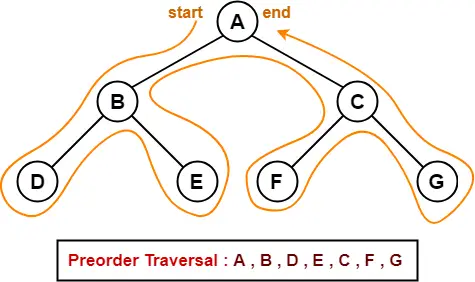 start A end
B C
D E F G
Preorder Traversal : A , B , D , E , C , F , G